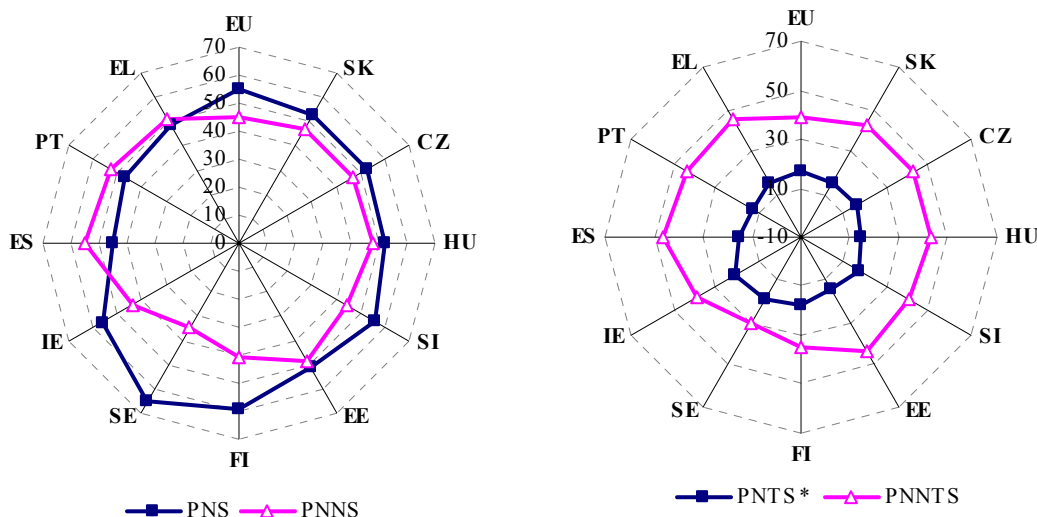 EU
70
60
50
40
30
20
10
0
SK
CZ
HU
SI
EE
FI
SE
IE
ES
PT
EL
PNS
PNNS
EU
70
50
30
10
-10
SK
CZ
HU
SI
EE
FI
SE
IE
ES
PT
EL
PNTS*
PNNTS